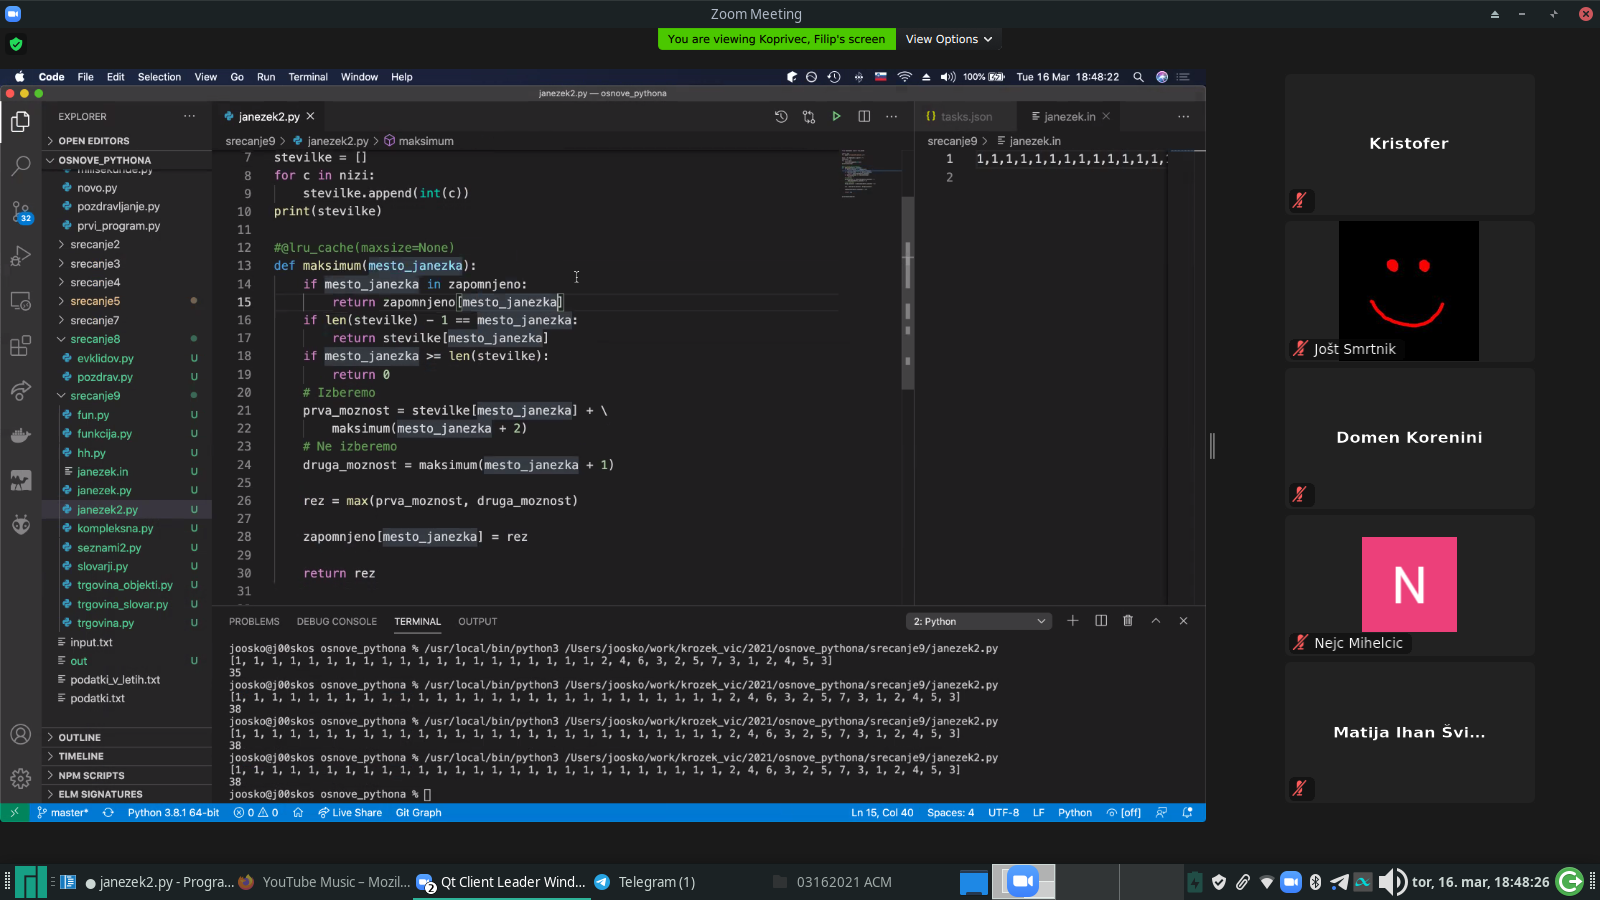 Zoom Meeting
You are viewing Koprivec, Filip's screen
View Options
Code File Edit Selection View Go Run Terminal Window Help
100% Tue 16 Mar 18:48:22
janezek2.py — osnove_pythona
EXPLORER
OPEN EDITORS
OSNOVE_PYTHONA
milisekunde.py
novo.py
pozdravljanje.py
prvi_program.py
32
srecanje2
srecanje3
srecanje4
srecanje5
srecanje7
srecanje8
evklidov.py U
pozdrav.py U
srecanje9
fun.py U
funkcija.py U
hh.py U
janezek.in U
janezek.py U
janezek2.py U
kompleksna.py U
seznami2.py U
slovarji.py U
trgovina_objekti.py U
trgovina_slovar.py U
trgovina.py U
input.txt
out U
podatki_v_letih.txt
podatki.txt
OUTLINE
TIMELINE
NPM SCRIPTS
ELM SIGNATURES
janezek2.py
srecanje9 > janezek2.py > maksimum
7 stevilke = []
8 for c in nizi:
9 stevilke.append(int(c))
10 print(stevilke)
11
12 #@lru_cache(maxsize=None)
13 def maksimum(mesto_janezka):
14 if mesto_janezka in zapomnjeno:
15 return zapomnjeno[mesto_janezka]
16 if len(stevilke) - 1 == mesto_janezka:
17 return stevilke[mesto_janezka]
18 if mesto_janezka >= len(stevilke):
19 return 0
20 # Izberemo
21 prva_moznost = stevilke[mesto_janezka] + \
22 maksimum(mesto_janezka + 2)
23 # Ne izberemo
24 druga_moznost = maksimum(mesto_janezka + 1)
25
26 rez = max(prva_moznost, druga_moznost)
27
28 zapomnjeno[mesto_janezka] = rez
29
30 return rez
31
tasks.json
janezek.in
srecanje9 > janezek.in
1 1,1,1,1,1,1,1,1,1,1,1,1,1,
2
PROBLEMS DEBUG CONSOLE TERMINAL OUTPUT
2: Python
joosko@j00skos osnove_pythona % /usr/local/bin/python3 /Users/joosko/work/krozek_vic/2021/osnove_pythona/srecanje9/janezek2.py
[1, 1, 1, 1, 1, 1, 1, 1, 1, 1, 1, 1, 1, 1, 1, 1, 1, 1, 1, 1, 2, 4, 6, 3, 2, 5, 7, 3, 1, 2, 4, 5, 3]
35
joosko@j00skos osnove_pythona % /usr/local/bin/python3 /Users/joosko/work/krozek_vic/2021/osnove_pythona/srecanje9/janezek2.py
[1, 1, 1, 1, 1, 1, 1, 1, 1, 1, 1, 1, 1, 1, 1, 1, 1, 1, 1, 1, 1, 1, 1, 1, 1, 1, 1, 2, 4, 6, 3, 2, 5, 7, 3, 1, 2, 4, 5, 3]
38
joosko@j00skos osnove_pythona % /usr/local/bin/python3 /Users/joosko/work/krozek_vic/2021/osnove_pythona/srecanje9/janezek2.py
[1, 1, 1, 1, 1, 1, 1, 1, 1, 1, 1, 1, 1, 1, 1, 1, 1, 1, 1, 1, 1, 1, 1, 1, 1, 1, 1, 2, 4, 6, 3, 2, 5, 7, 3, 1, 2, 4, 5, 3]
38
joosko@j00skos osnove_pythona % /usr/local/bin/python3 /Users/joosko/work/krozek_vic/2021/osnove_pythona/srecanje9/janezek2.py
[1, 1, 1, 1, 1, 1, 1, 1, 1, 1, 1, 1, 1, 1, 1, 1, 1, 1, 1, 1, 1, 1, 1, 1, 1, 1, 1, 2, 4, 6, 3, 2, 5, 7, 3, 1, 2, 4, 5, 3]
38
joosko@j00skos osnove_pythona %
master* Python 3.8.1 64-bit 0 0 Live Share Git Graph
Ln 15, Col 40 Spaces: 4 UTF-8 LF Python [off]
Kristofer
Jošt Smrtnik
Domen Korenini
N
Nejc Mihelcic
Matija Ihan Švi...
janezek2.py - Progra...
YouTube Music – Mozil...
2
Qt Client Leader Wind...
Telegram (1)
03162021 ACM
tor, 16. mar, 18:48:26